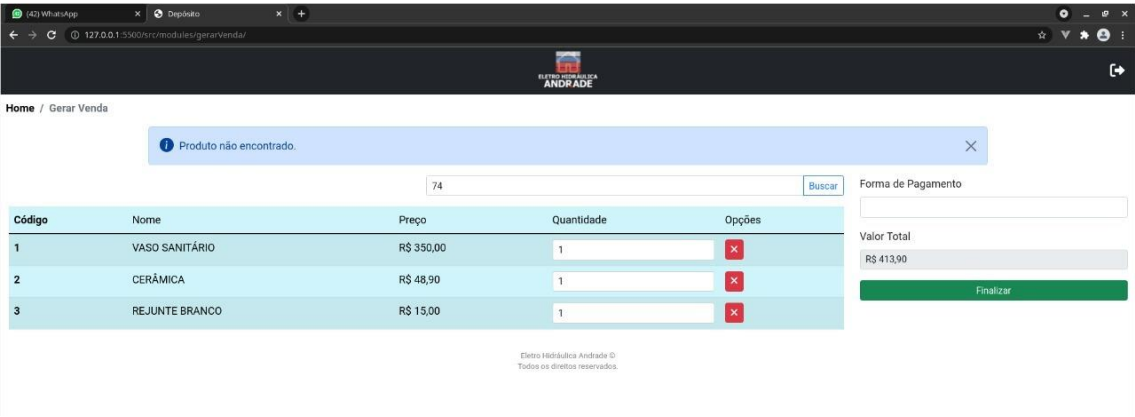 (42) WhatsApp
Depósito
127.0.0.1:5500/src/modules/gerarVenda/
ELETRO HIDRÁULICA
ANDRADE
Home / Gerar Venda
Produto não encontrado.
74 Buscar
Forma de Pagamento
Valor Total
R$ 413,90
Finalizar
Código Nome Preço Quantidade Opções
1 VASO SANITÁRIO R$ 350,00 1
2 CERÂMICA R$ 48,90 1
3 REJUNTE BRANCO R$ 15,00 1
Eletro Hidráulica Andrade ©
Todos os direitos reservados.